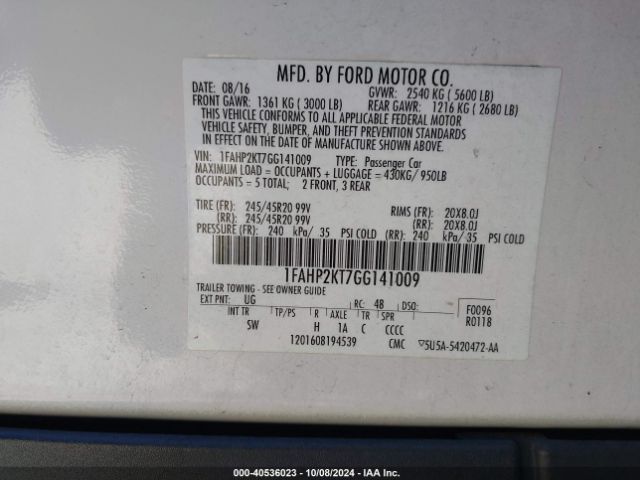 MFD. BY FORD MOTOR CO.
DATE: 08/16 GVWR: 2540 KG ( 5600 LB)
FRONT GAWR: 1361 KG ( 3000 LB) REAR GAWR: 1216 KG ( 2680 LB)
THIS VEHICLE CONFORMS TO ALL APPLICABLE FEDERAL MOTOR
VEHICLE SAFETY, BUMPER, AND THEFT PREVENTION STANDARDS
IN EFFECT ON THE DATE OF MANUFACTURE SHOWN ABOVE.
VIN: 1FAHP2KT7GG141009 TYPE: Passenger Car
MAXIMUM LOAD = OCCUPANTS + LUGGAGE = 430KG/ 950LB
OCCUPANTS = 5 TOTAL; 2 FRONT, 3 REAR
TIRE (FR): 245/45R20 99V RIMS (FR): 20X8.0J
(RR): 245/45R20 99V (RR): 20X8.0J
PRESSURE (FR): 240 kPa/ 35 PSI COLD (RR): 240 kPa/ 35 PSI COLD
1FAHP2KT7GG141009
TRAILER TOWING - SEE OWNER GUIDE
EXT PNT: UG RC: 4B DSO: F0096
INT TR TP/PS R AXLE TR SPR R0118
SW H 1A C CCCC
1201608194539 CMC 5U5A-5420472-AA
000-40536023 - 10/08/2024 - IAA Inc.